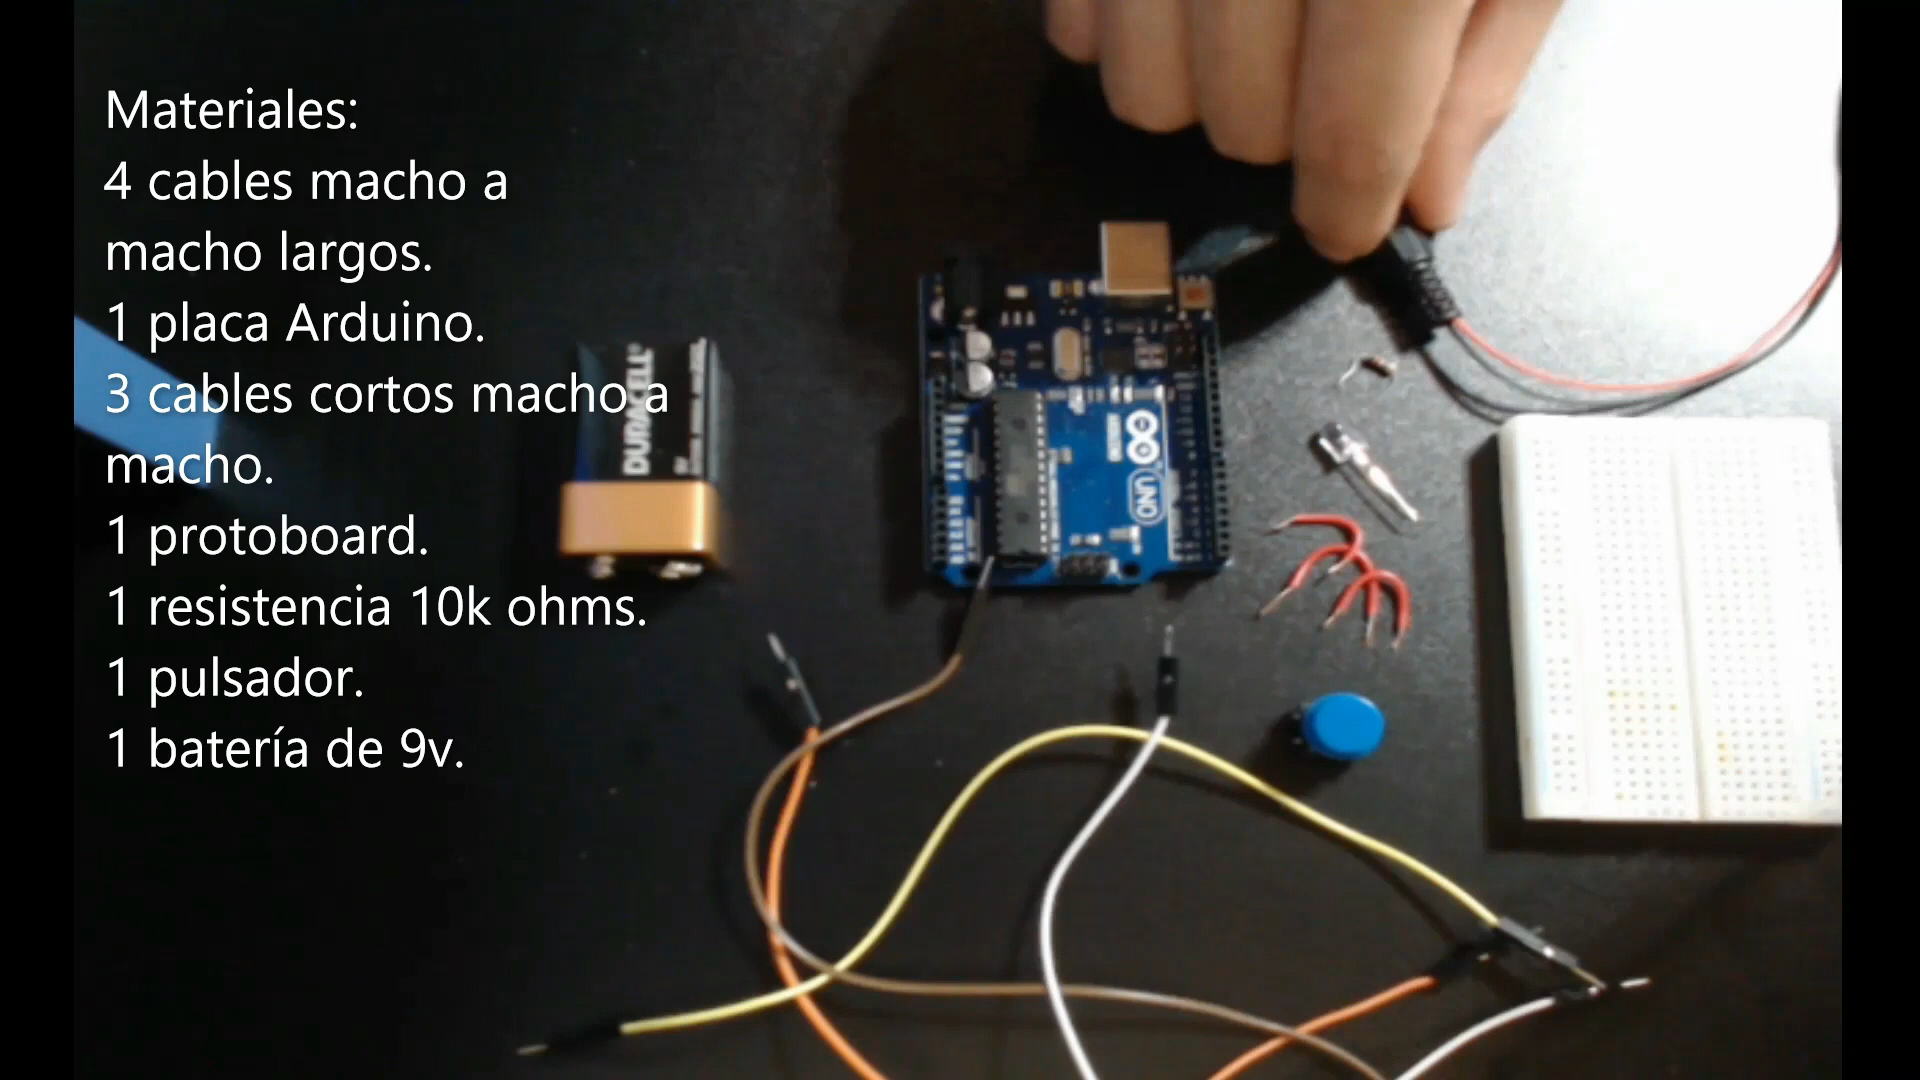 Materiales:
4 cables macho a
macho largos.
1 placa Arduino.
3 cables cortos macho a
macho.
1 protoboard.
1 resistencia 10k ohms.
1 pulsador.
1 batería de 9v.
DURACELL
UNO